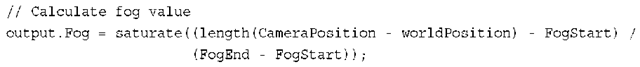 // Calculate fog value
output.Fog = saturate((length(CameraPosition - worldPosition) - FogStart) /
(FogEnd - FogStart));